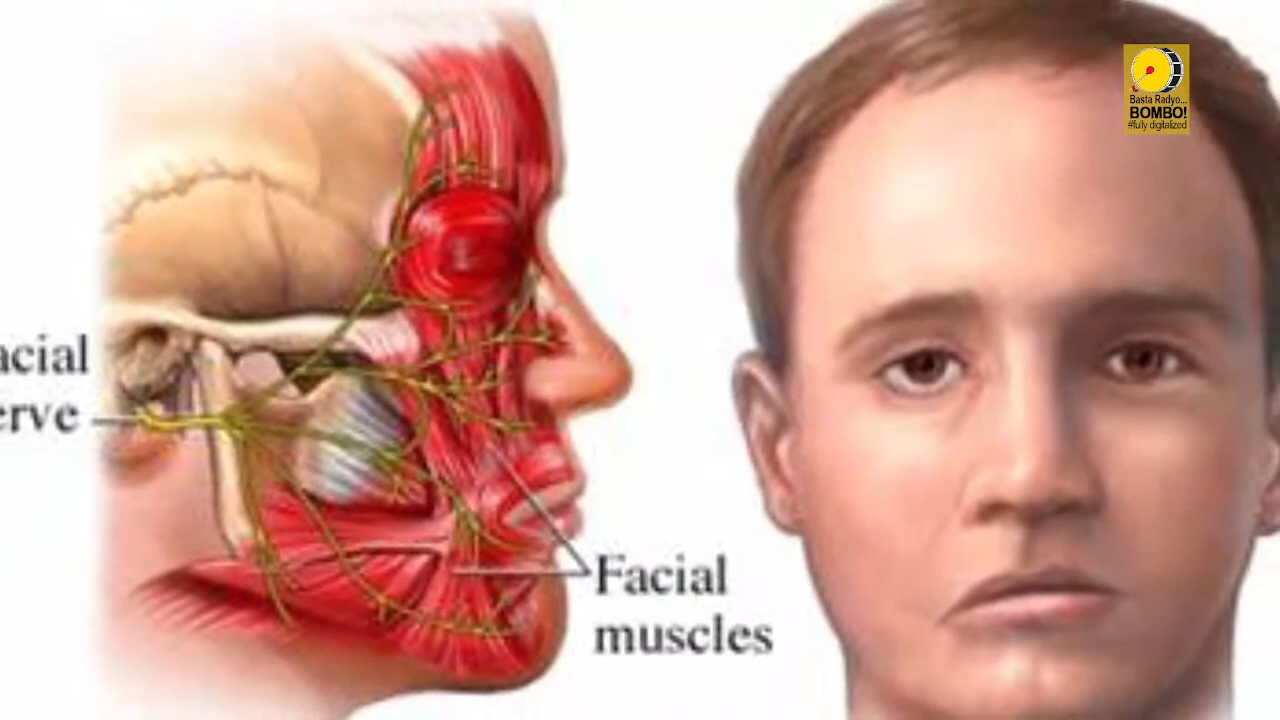 acial
erve
Facial
muscles
Basta Radyo...
BOMBO!
#fully digitalized